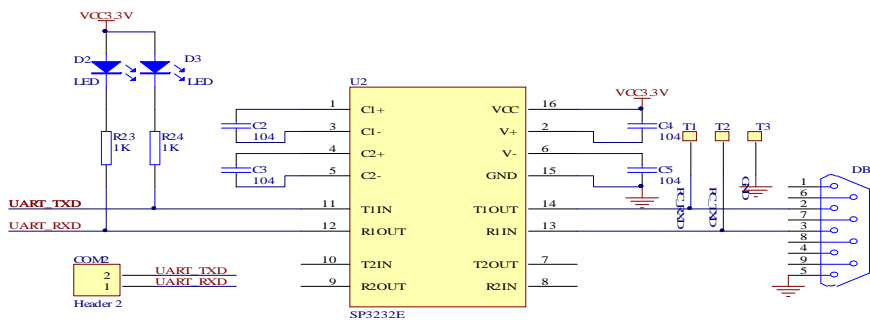 VCC3.3V
D2
D3
LED
LED
R23
1K
R24
1K
UART_TXD
UART_RXD
COM2
2
1
UART_TXD
UART_RXD
Header 2
C2
104
C3
104
U2
1 C1+
3 C1-
4 C2+
5 C2-
11 T1IN
12 R1OUT
10 T2IN
9 R2OUT
VCC 16
V+ 2
V- 6
GND 15
T1OUT 14
R1IN 13
T2OUT 7
R2IN 8
SP3232E
VCC3.3V
C4
104
C5
104
T1
T2
T3
PC_RXD
PC_TXD
GND
DB
1
6
2
7
3
8
4
9
5